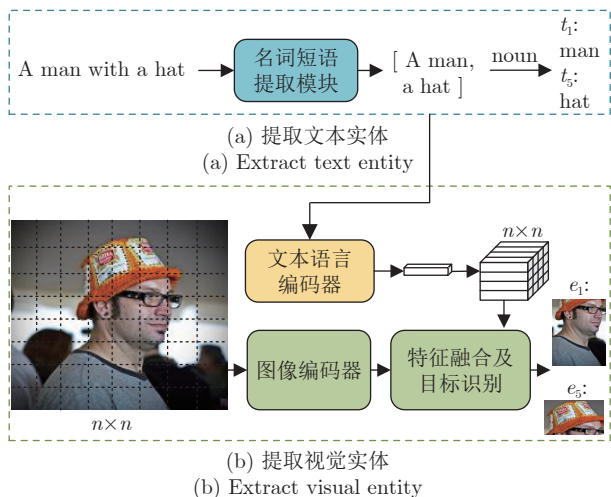 A man with a hat
名词短语
提取模块
[ A man,
a hat ]
noun
t₁:
man
t₅:
hat
(a) 提取文本实体
(a) Extract text entity
文本语言
编码器
n×n
e₁:
图像编码器
特征融合及
目标识别
e₅:
n×n
(b) 提取视觉实体
(b) Extract visual entity